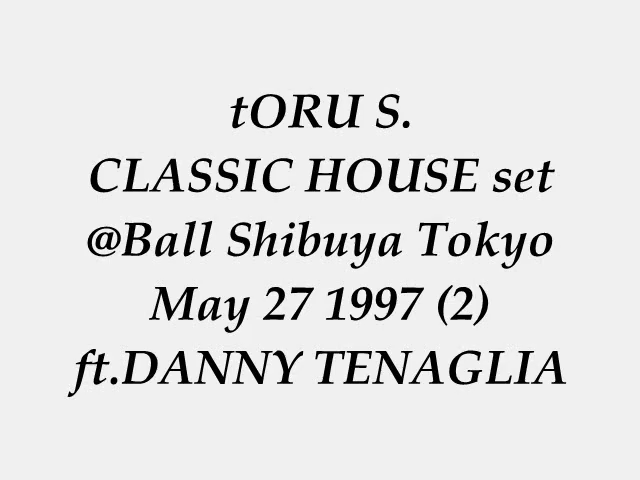 tORU S.
CLASSIC HOUSE set
@Ball Shibuya Tokyo
May 27 1997 (2)
ft.DANNY TENAGLIA